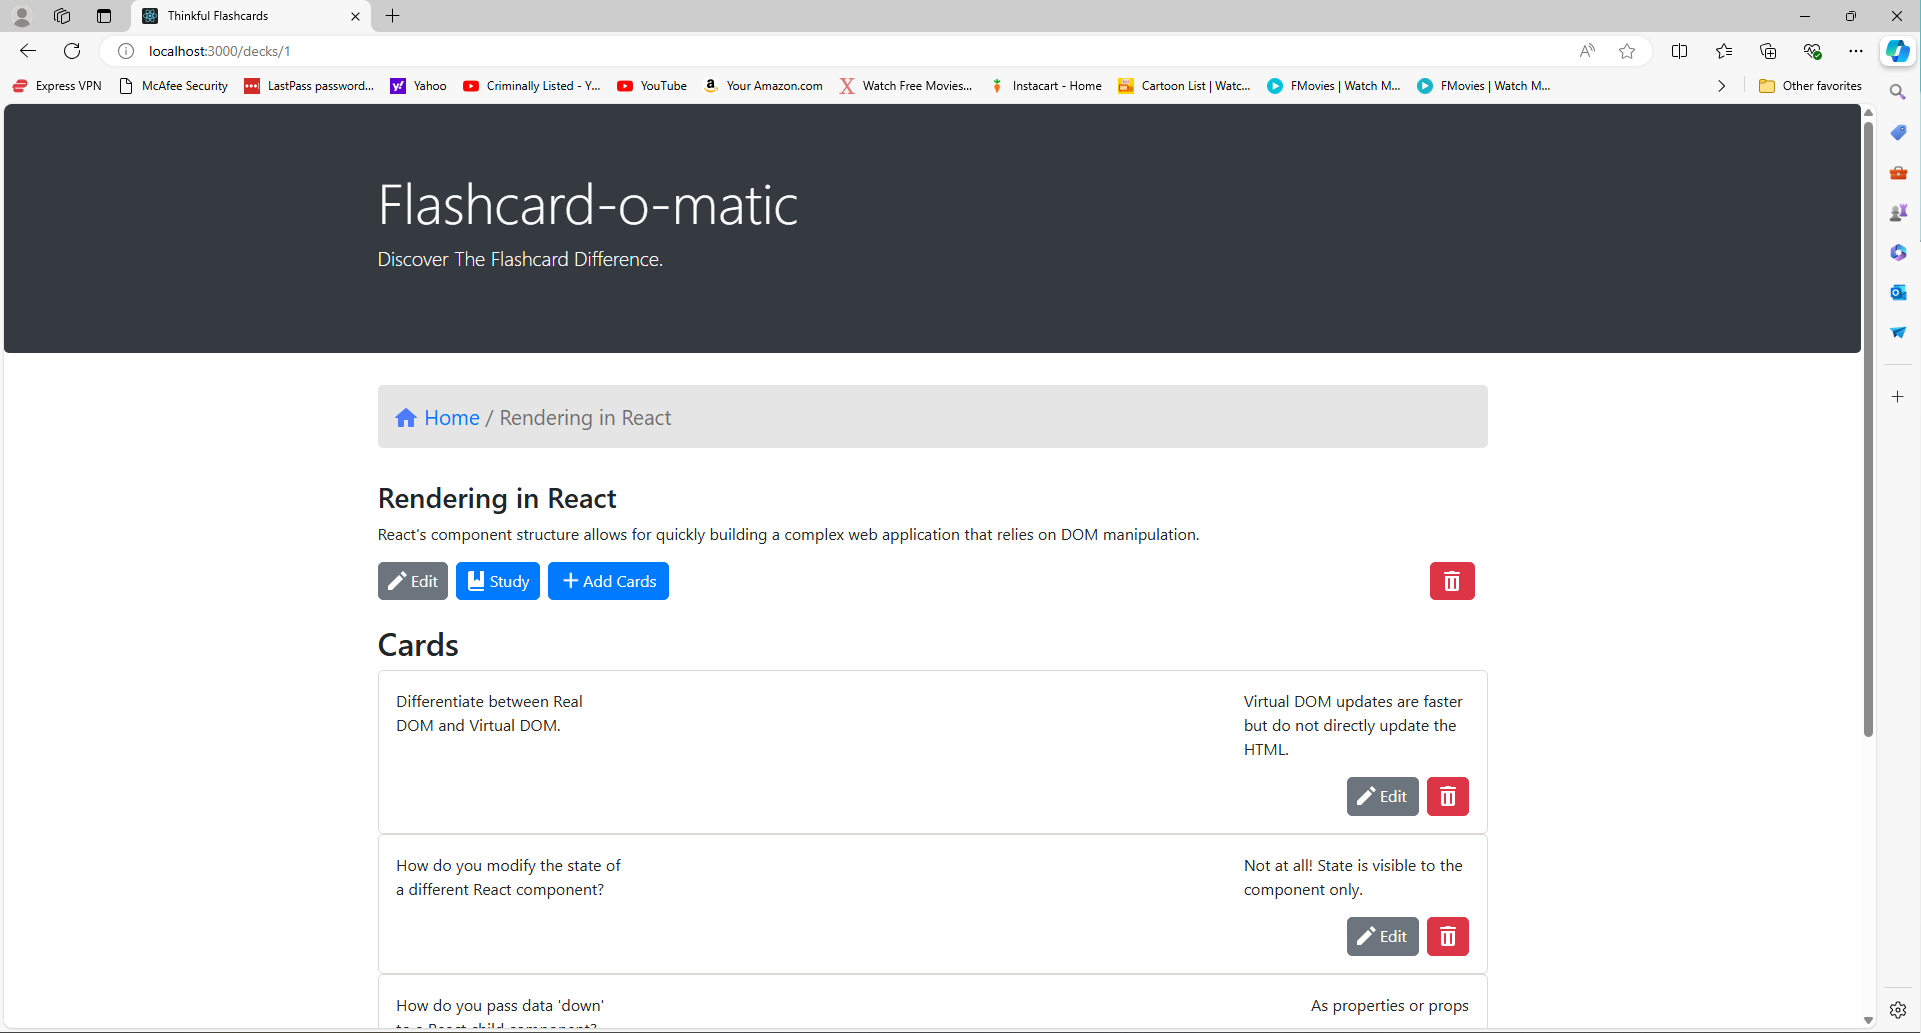 Thinkful Flashcards
localhost:3000/decks/1
Express VPN
McAfee Security
LastPass password...
Yahoo
Criminally Listed - Y...
YouTube
Your Amazon.com
Watch Free Movies...
Instacart - Home
Cartoon List | Watc...
FMovies | Watch M...
FMovies | Watch M...
Other favorites
Flashcard-o-matic
Discover The Flashcard Difference.
Home / Rendering in React
Rendering in React
React's component structure allows for quickly building a complex web application that relies on DOM manipulation.
Edit
Study
Add Cards
Cards
Differentiate between Real
DOM and Virtual DOM.
Virtual DOM updates are faster
but do not directly update the
HTML.
Edit
How do you modify the state of
a different React component?
Not at all! State is visible to the
component only.
Edit
How do you pass data 'down'
to a React child component?
As properties or props